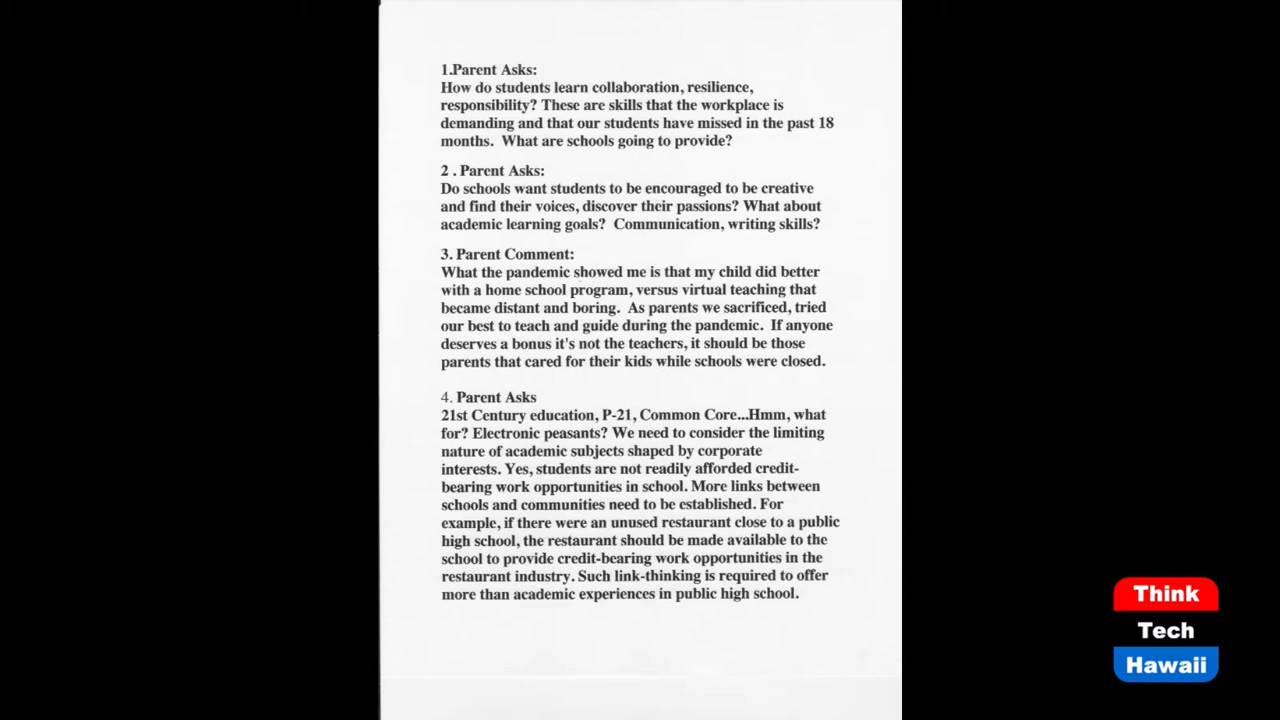 1.Parent Asks:
How do students learn collaboration, resilience,
responsibility? These are skills that the workplace is
demanding and that our students have missed in the past 18
months.  What are schools going to provide?
2 . Parent Asks:
Do schools want students to be encouraged to be creative
and find their voices, discover their passions? What about
academic learning goals?  Communication, writing skills?
3. Parent Comment:
What the pandemic showed me is that my child did better
with a home school program, versus virtual teaching that
became distant and boring.  As parents we sacrificed, tried
our best to teach and guide during the pandemic.  If anyone
deserves a bonus it's not the teachers, it should be those
parents that cared for their kids while schools were closed.
4. Parent Asks
21st Century education, P-21, Common Core...Hmm, what
for? Electronic peasants? We need to consider the limiting
nature of academic subjects shaped by corporate
interests. Yes, students are not readily afforded credit-
bearing work opportunities in school. More links between
schools and communities need to be established. For
example, if there were an unused restaurant close to a public
high school, the restaurant should be made available to the
school to provide credit-bearing work opportunities in the
restaurant industry. Such link-thinking is required to offer
more than academic experiences in public high school.
Think
Tech
Hawaii